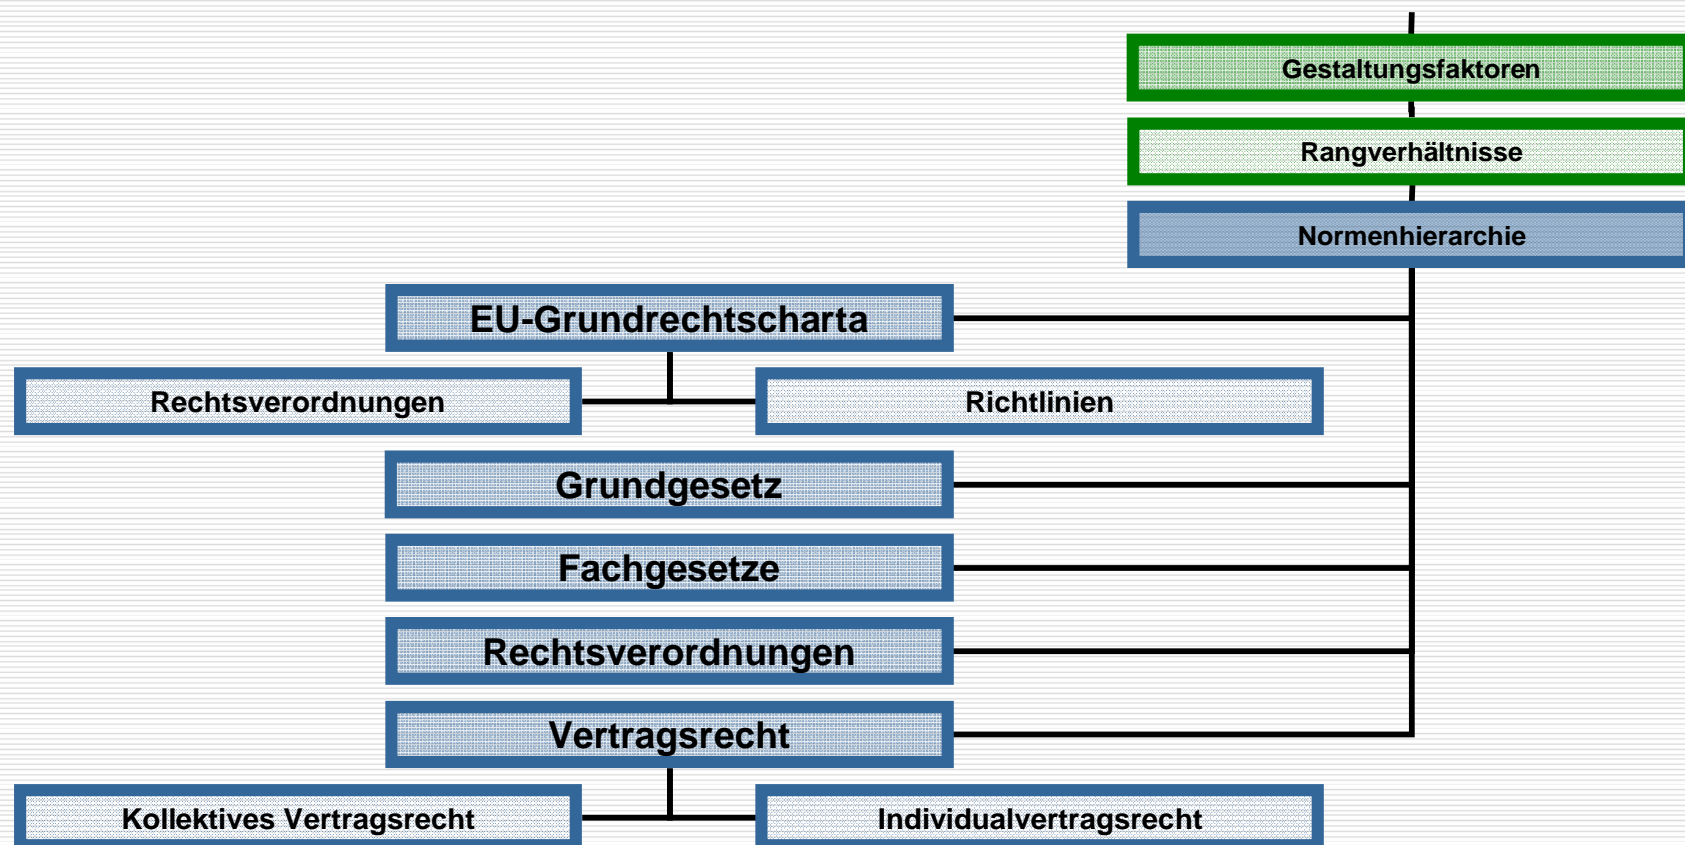 Gestaltungsfaktoren
Rangverhältnisse
Normenhierarchie
EU-Grundrechtscharta
Rechtsverordnungen
Richtlinien
Grundgesetz
Fachgesetze
Rechtsverordnungen
Vertragsrecht
Kollektives Vertragsrecht
Individualvertragsrecht